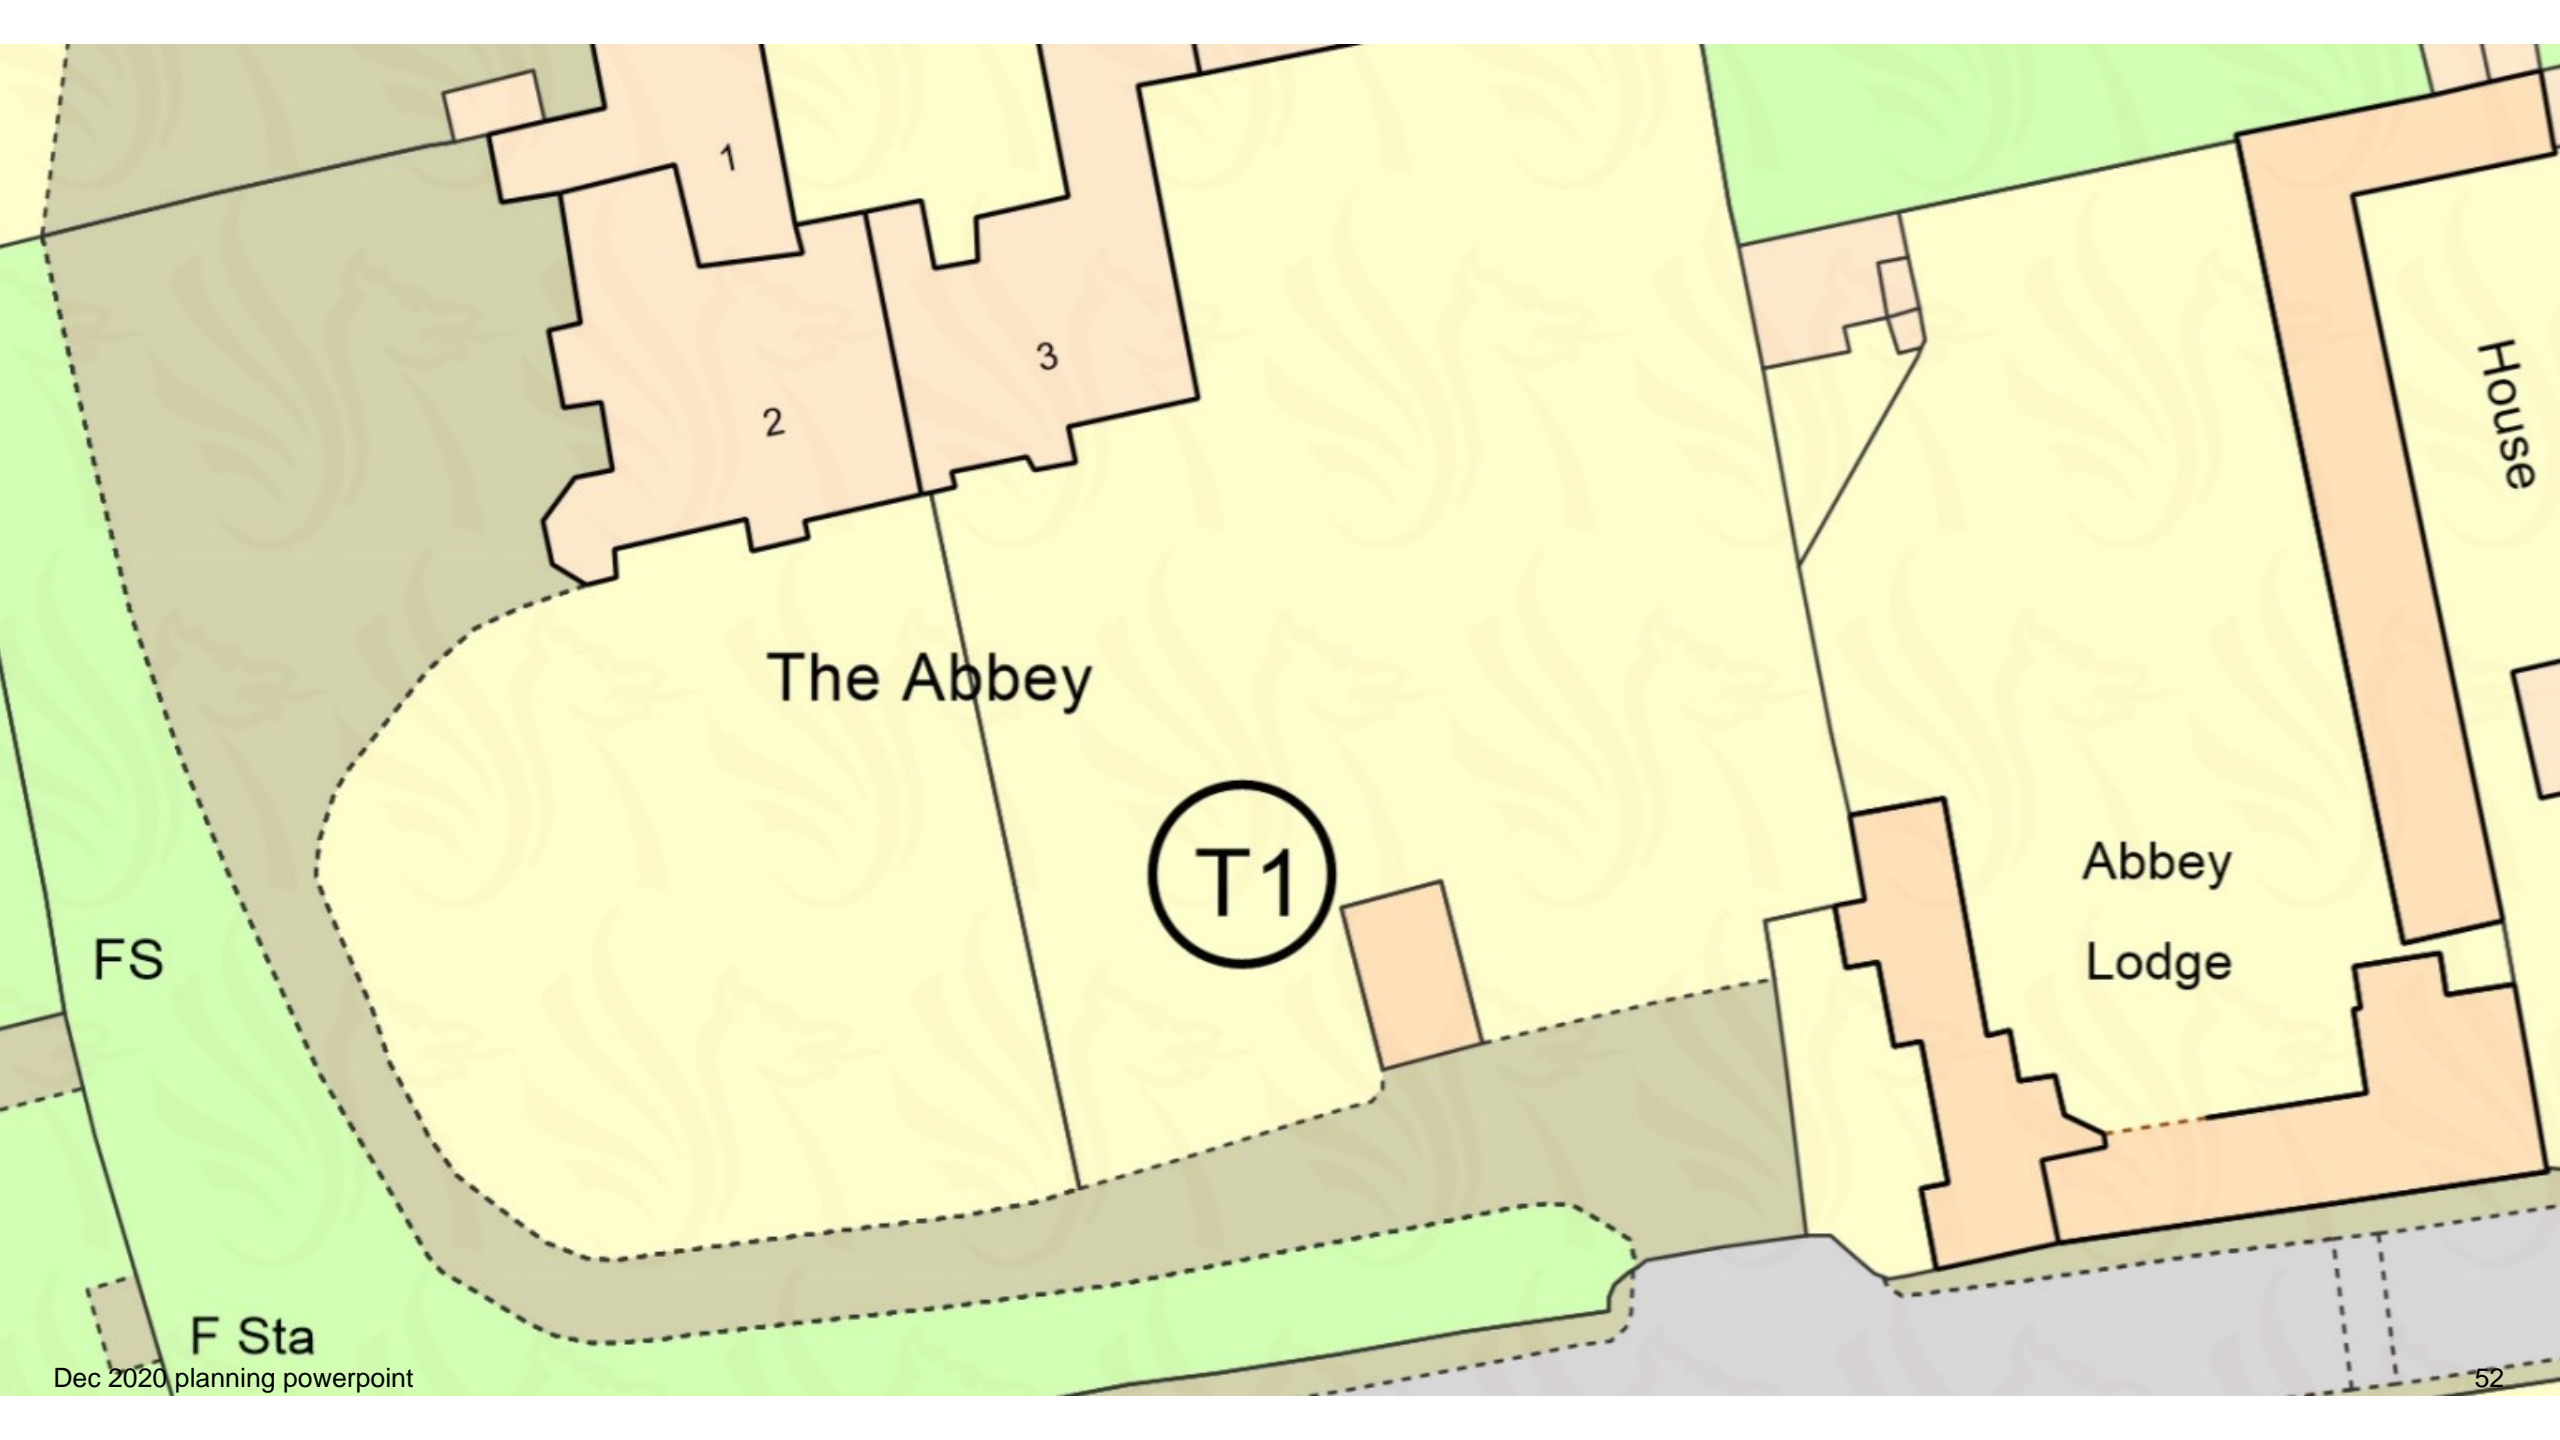 1
2
3
House
The Abbey
T1
Abbey
Lodge
FS
F Sta
Dec 2020 planning powerpoint
52